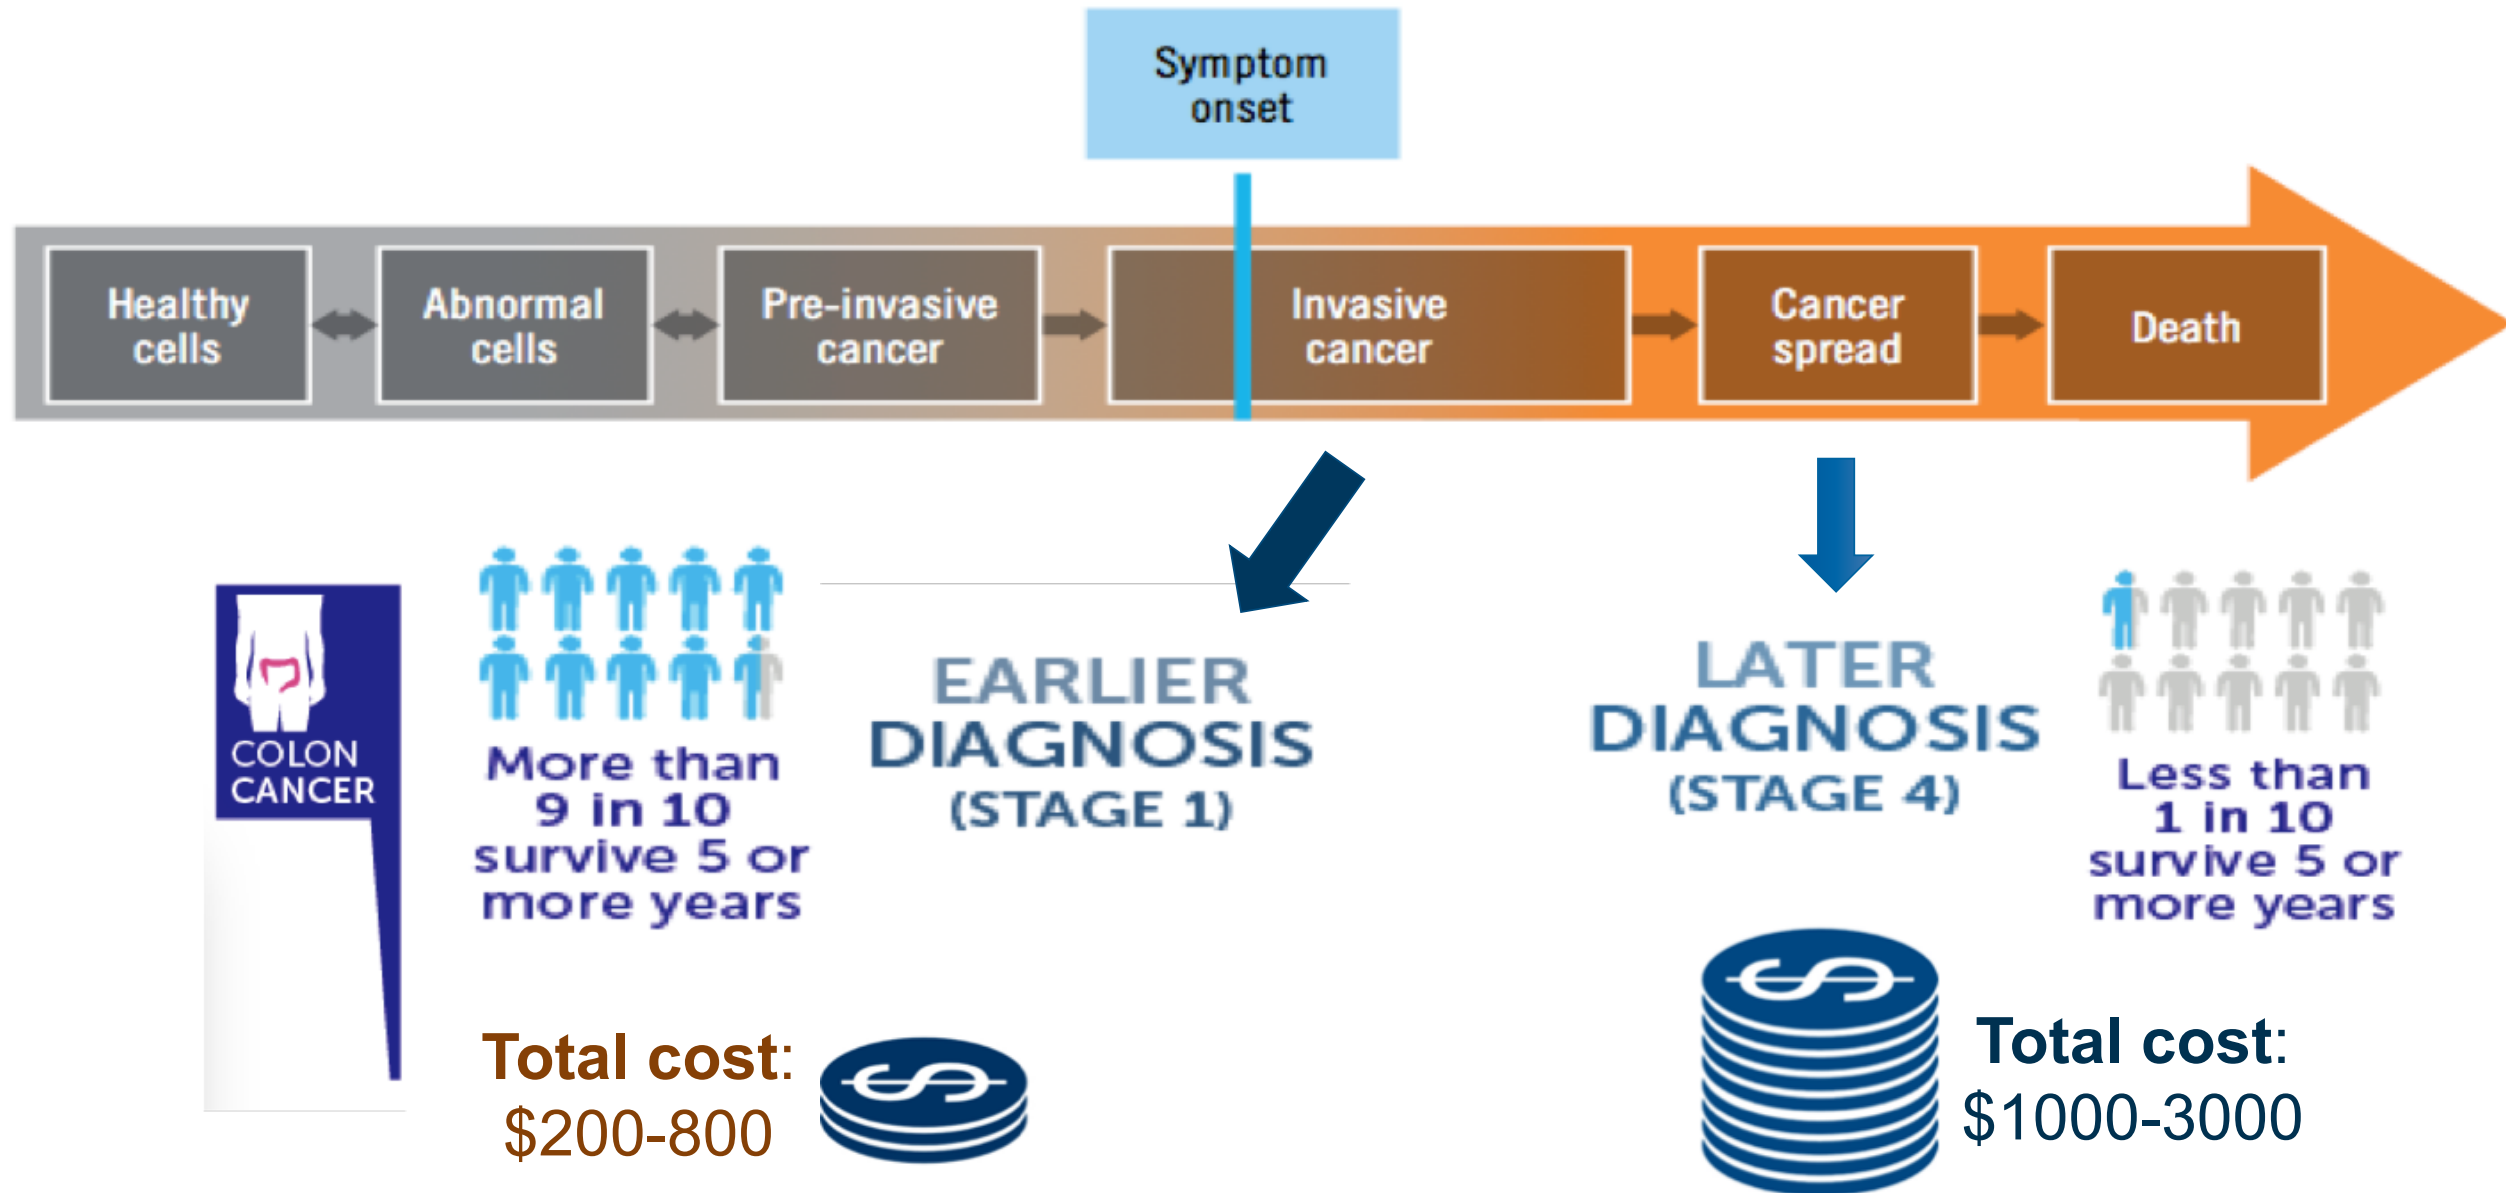 Symptom
onset
Healthy
cells
Abnormal
cells
Pre-invasive
cancer
Invasive
cancer
Cancer
spread
Death
COLON
CANCER
More than
9 in 10
survive 5 or
more years
EARLIER
DIAGNOSIS
(STAGE 1)
LATER
DIAGNOSIS
(STAGE 4)
Less than
1 in 10
survive 5 or
more years
Total cost:
$200-800
$
$
Total cost:
$1000-3000